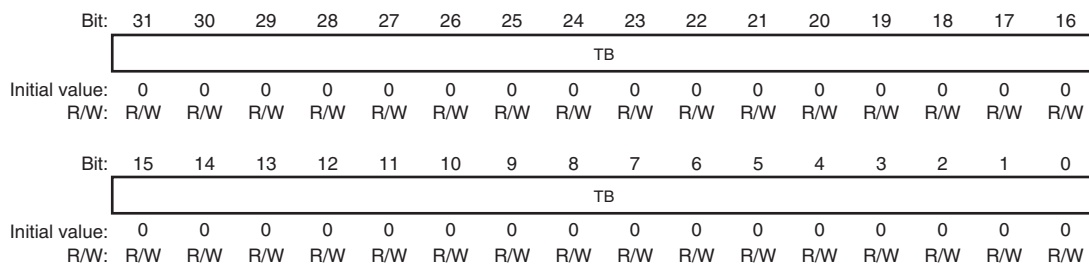 Bit: 31 30 29 28 27 26 25 24 23 22 21 20 19 18 17 16
TB
Initial value: 0 0 0 0 0 0 0 0 0 0 0 0 0 0 0 0
R/W: R/W R/W R/W R/W R/W R/W R/W R/W R/W R/W R/W R/W R/W R/W R/W R/W
Bit: 15 14 13 12 11 10 9 8 7 6 5 4 3 2 1 0
TB
Initial value: 0 0 0 0 0 0 0 0 0 0 0 0 0 0 0 0
R/W: R/W R/W R/W R/W R/W R/W R/W R/W R/W R/W R/W R/W R/W R/W R/W R/W